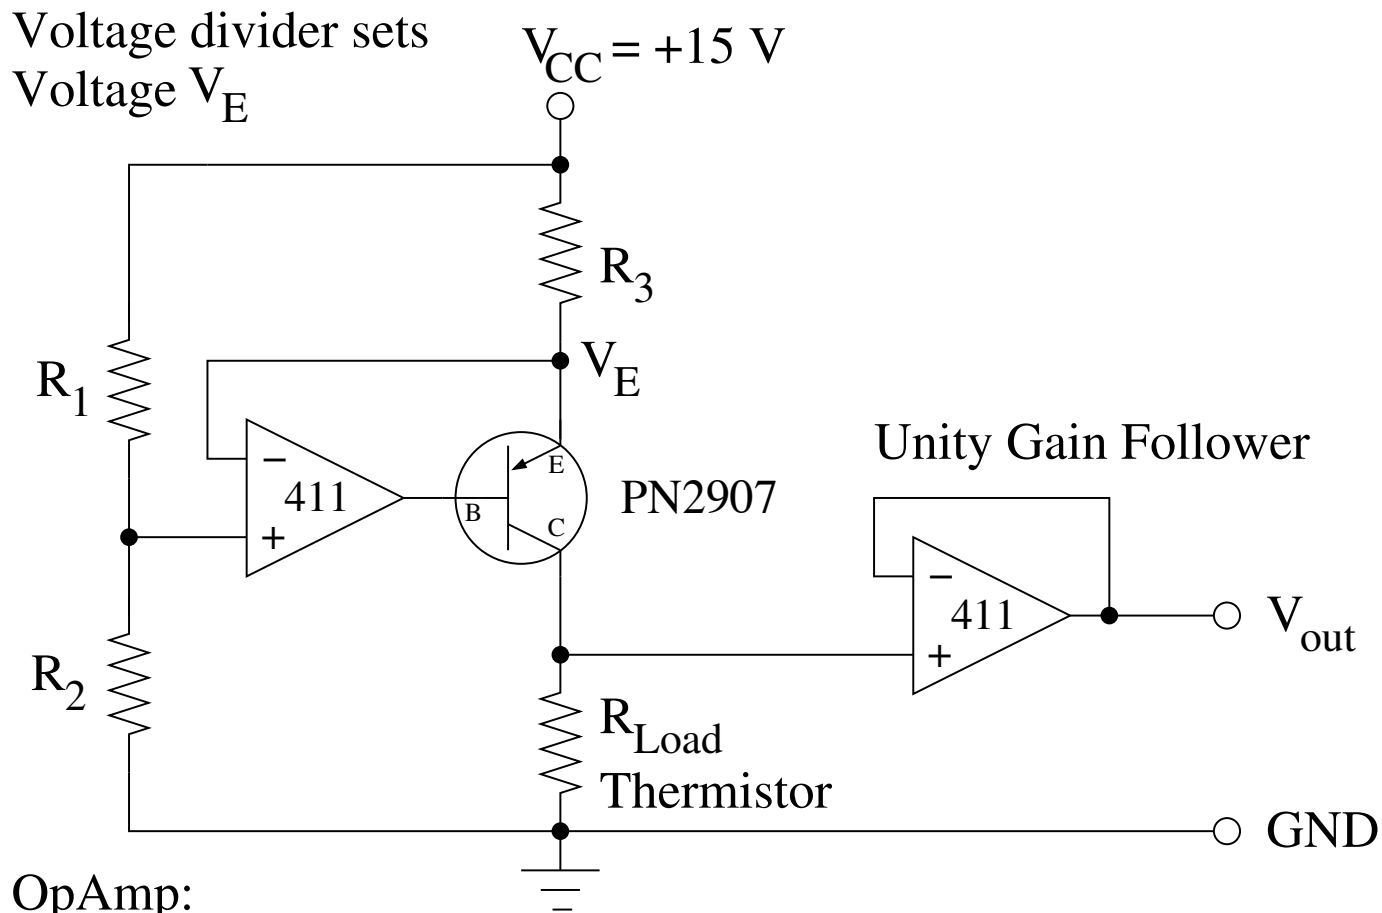 Voltage divider sets
Voltage V_E
V_CC = +15 V
R_3
V_E
R_1
−
411
+
B
E
C
PN2907
Unity Gain Follower
−
411
+
V_out
R_2
R_Load
Thermistor
GND
OpAmp: